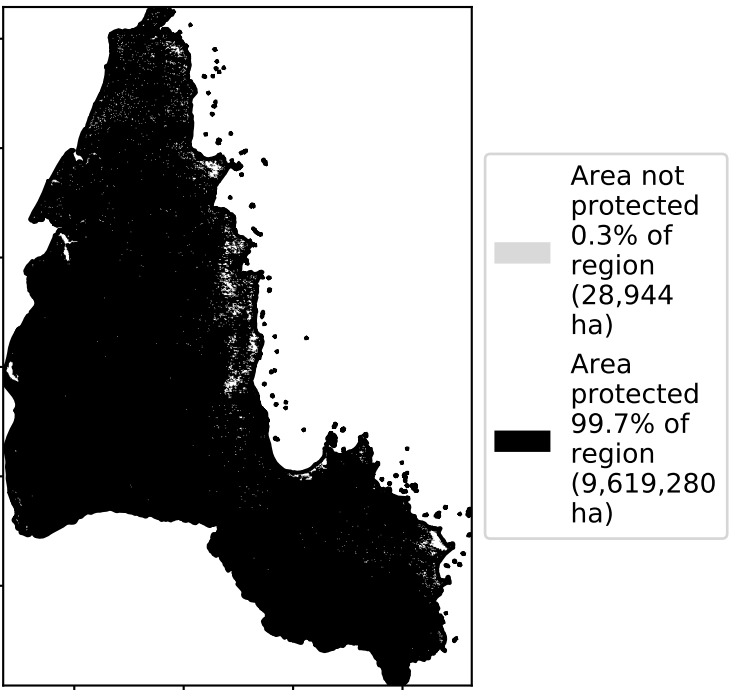 Area not
protected
0.3% of
region
(28,944
ha)
Area
protected
99.7% of
region
(9,619,280
ha)